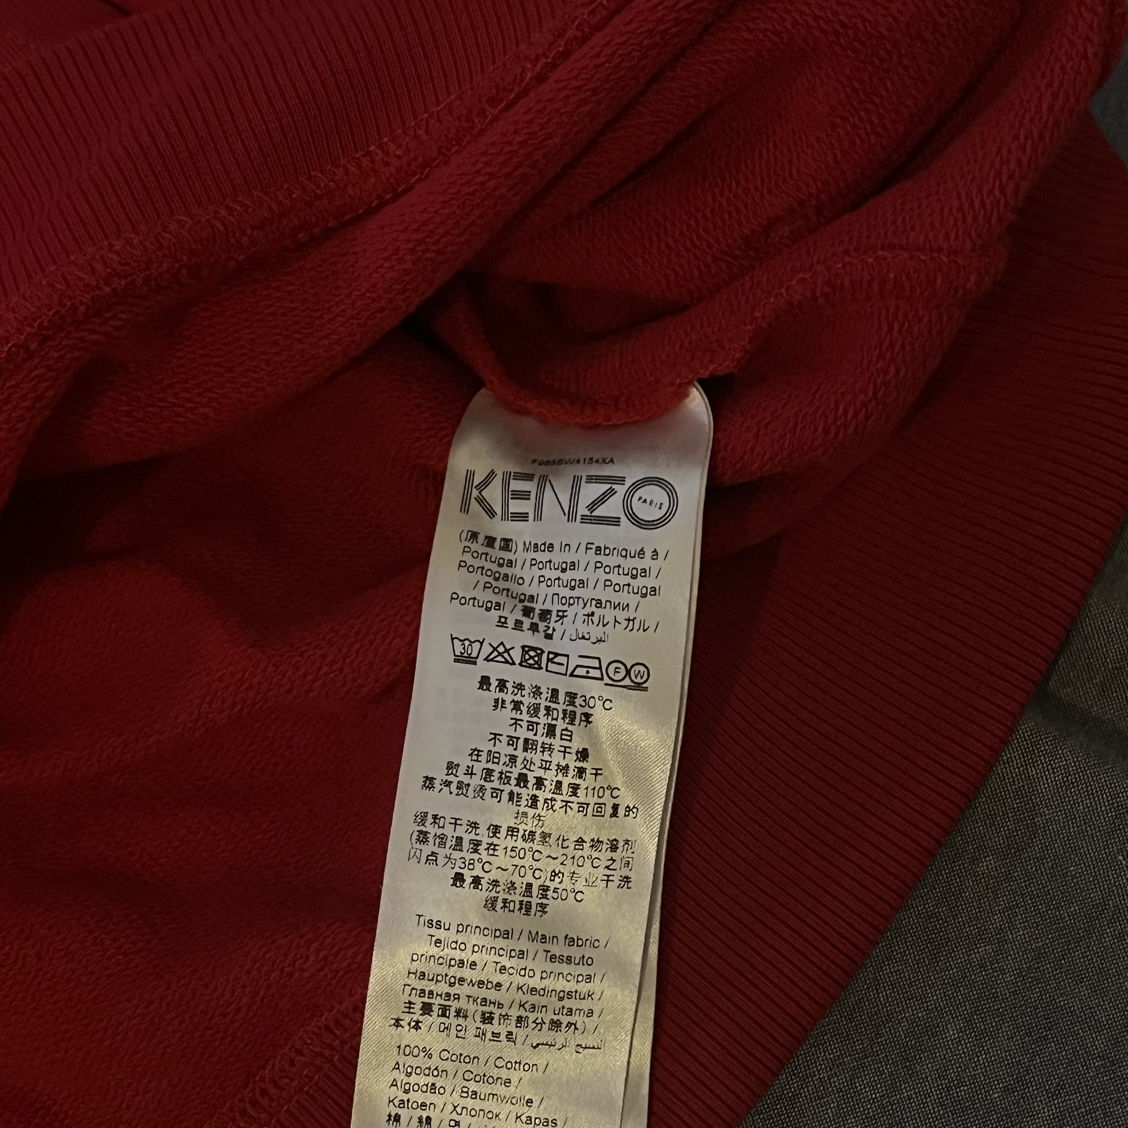 KENZO
PARIS
(原產國) Made In / Fabriqué à /
Portugal / Portugal / Portugal /
Portogallo / Portugal / Portugal
/ Portugal / Португалии /
Portugal / 葡萄牙 / ポルトガル /
포르투갈 / البرتغال
30 F W
最高洗涤温度30℃
非常缓和程序
不可漂白
不可翻转干燥
在阳凉处平摊滴干
熨斗底板最高温度110℃
蒸汽熨烫可能造成不可回复的
损伤
缓和干洗,使用碳氢化合物溶剂
(蒸馏温度在150℃～210℃之间
闪点为38℃～70℃)的专业干洗
最高洗涤温度50℃
缓和程序
Tissu principal / Main fabric /
Tejido principal / Tessuto
principale / Tecido principal /
Hauptgewebe / Kledingstuk /
Главная ткань / Kain utama /
主要面料(装饰部分除外) /
本体 / 메인 패브릭 / النسيج الرئيسي
100% Coton / Cotton /
Algodón / Cotone /
Algodão / Baumwolle /
Katoen / Хлопок / Kapas /
棉 / 綿 / 면 /